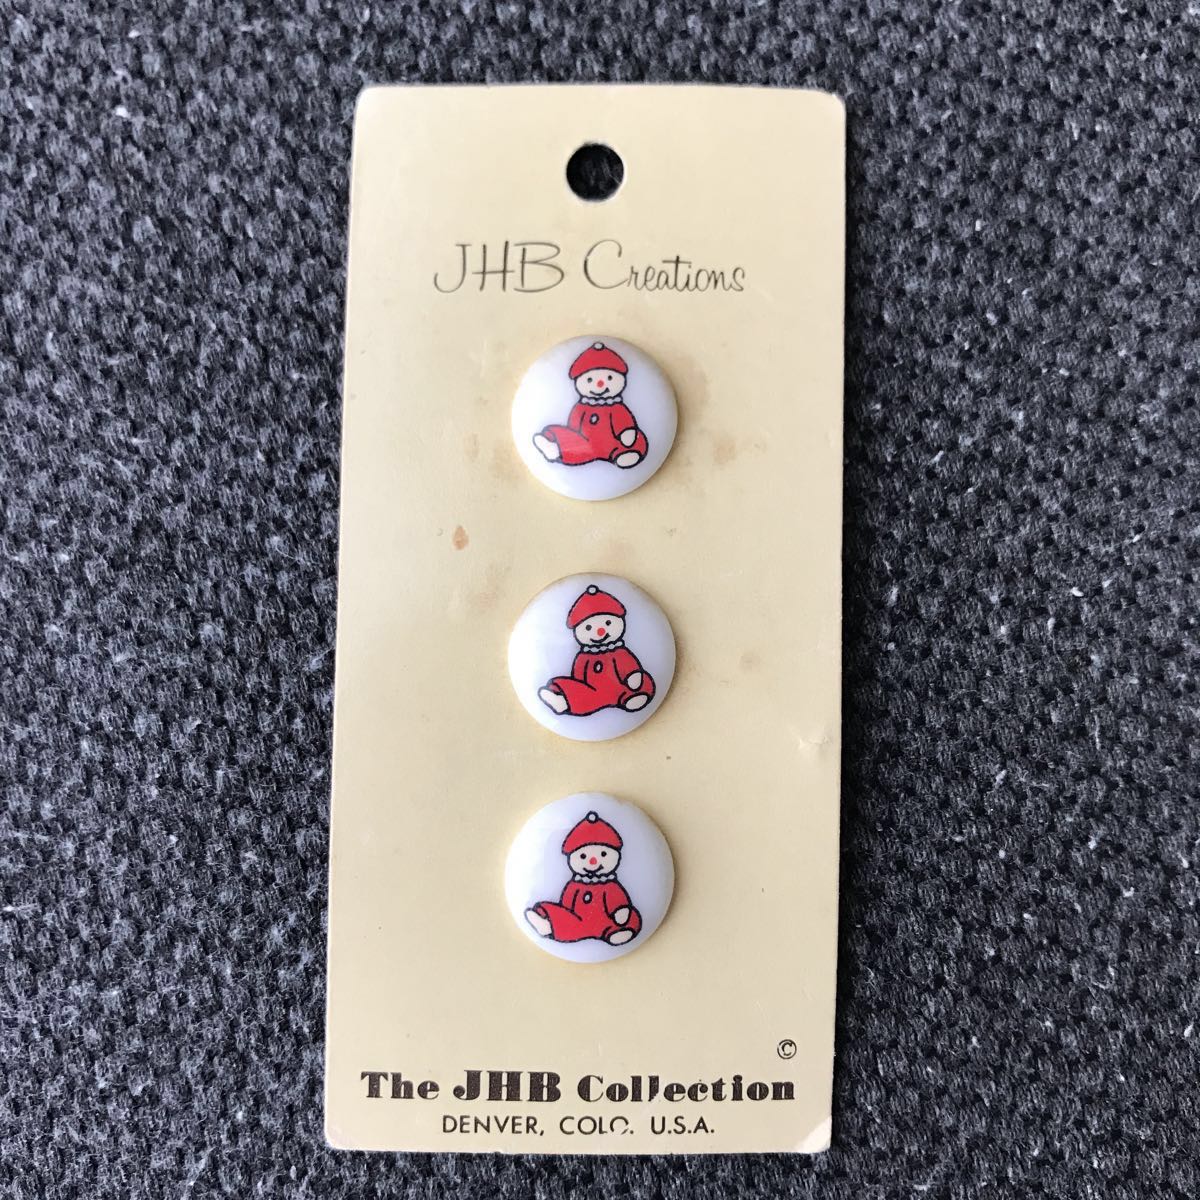 JHB Creations
©
The JHB Collection
DENVER, COLO. U.S.A.